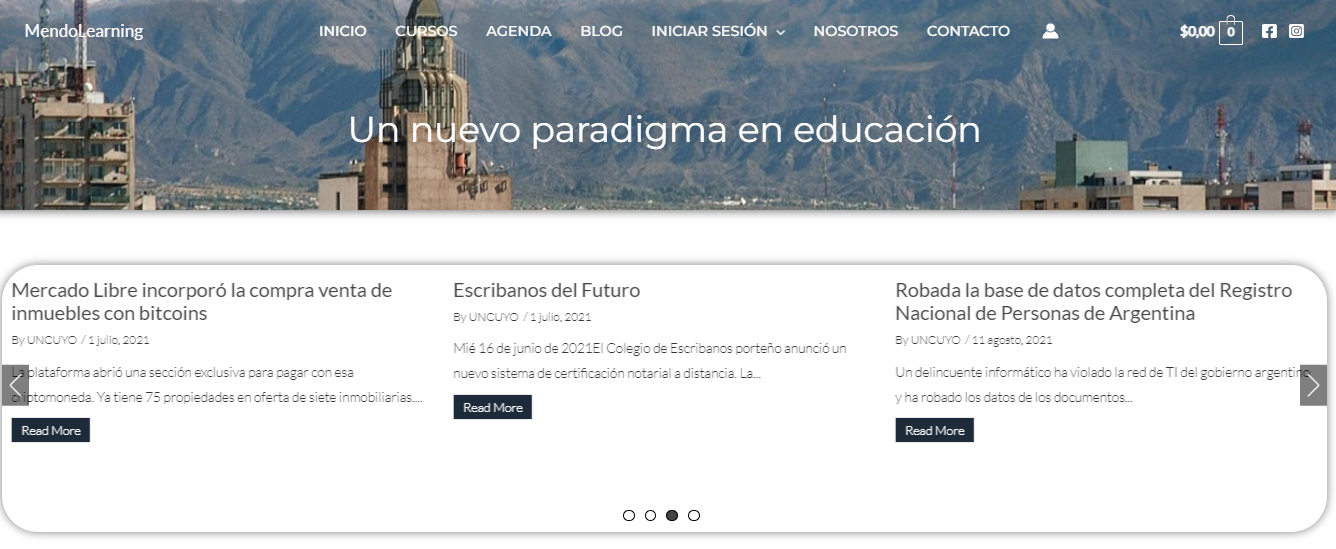 MendoLearning
INICIO CURSOS AGENDA BLOG INICIAR SESIÓN NOSOTROS CONTACTO
$0,00 0
Un nuevo paradigma en educación
Mercado Libre incorporó la compra venta de
inmuebles con bitcoins
By UNCUYO / 1 julio, 2021
La plataforma abrió una sección exclusiva para pagar con esa
criptomoneda. Ya tiene 75 propiedades en oferta de siete inmobiliarias....
Read More
Escribanos del Futuro
By UNCUYO / 1 julio, 2021
Mié 16 de junio de 2021El Colegio de Escribanos porteño anunció un
nuevo sistema de certificación notarial a distancia. La...
Read More
Robada la base de datos completa del Registro
Nacional de Personas de Argentina
By UNCUYO / 11 agosto, 2021
Un delincuente informático ha violado la red de TI del gobierno argentino
y ha robado los datos de los documentos...
Read More